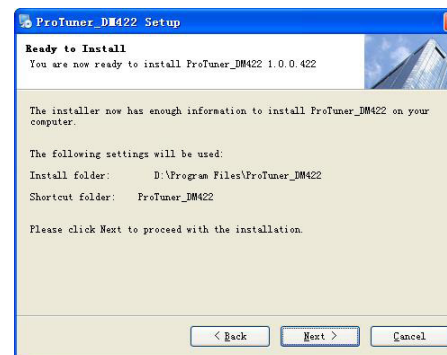 ProTuner_DM422 Setup
Ready to Install
You are now ready to install ProTuner_DM422 1.0.0.422
The installer now has enough information to install ProTuner_DM422 on your
computer.
The following settings will be used:
Install folder: D:\Program Files\ProTuner_DM422
Shortcut folder: ProTuner_DM422
Please click Next to proceed with the installation.
< Back Next > Cancel